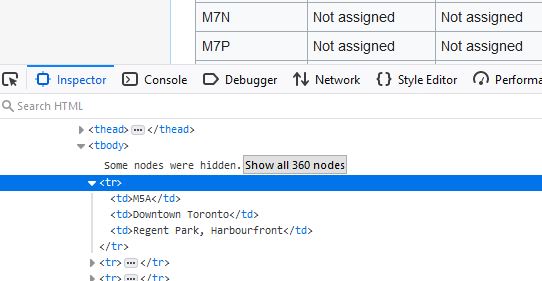 M7N Not assigned Not assigned
M7P Not assigned Not assigned
Inspector Console Debugger Network {} Style Editor Performa
Search HTML
<thead> ••• </thead>
<tbody>
Some nodes were hidden. Show all 360 nodes
<tr>
<td>M5A</td>
<td>Downtown Toronto</td>
<td>Regent Park, Harbourfront</td>
</tr>
<tr> ••• </tr>
<tr> ••• </tr>